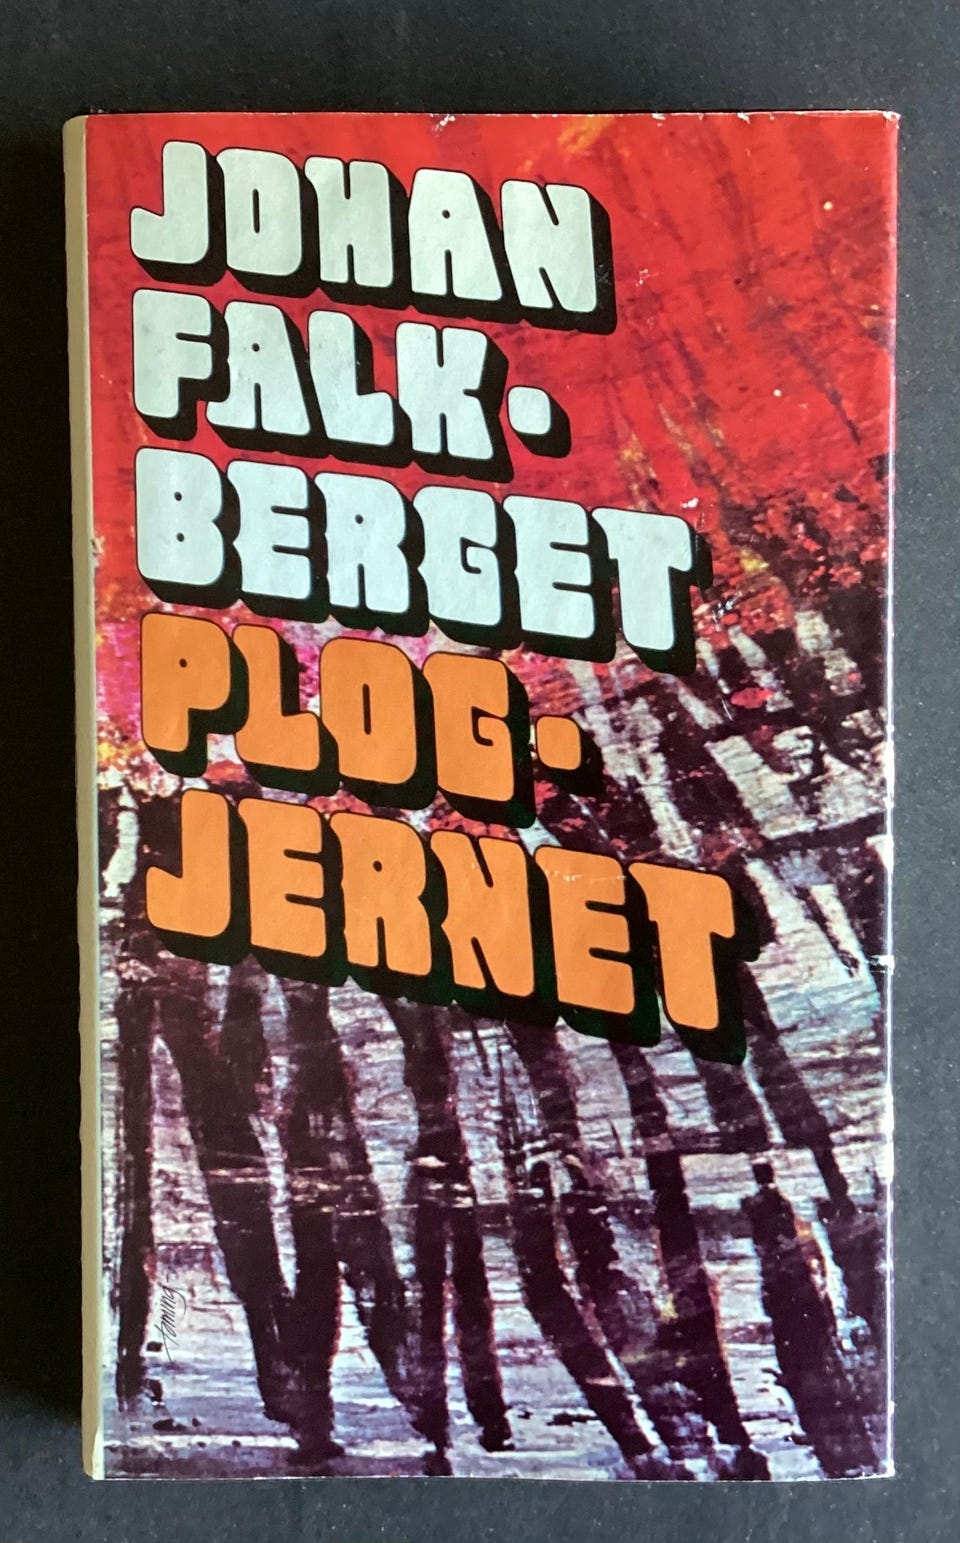 JOHAN
FALK-
BERGET
PLOG-
JERNET